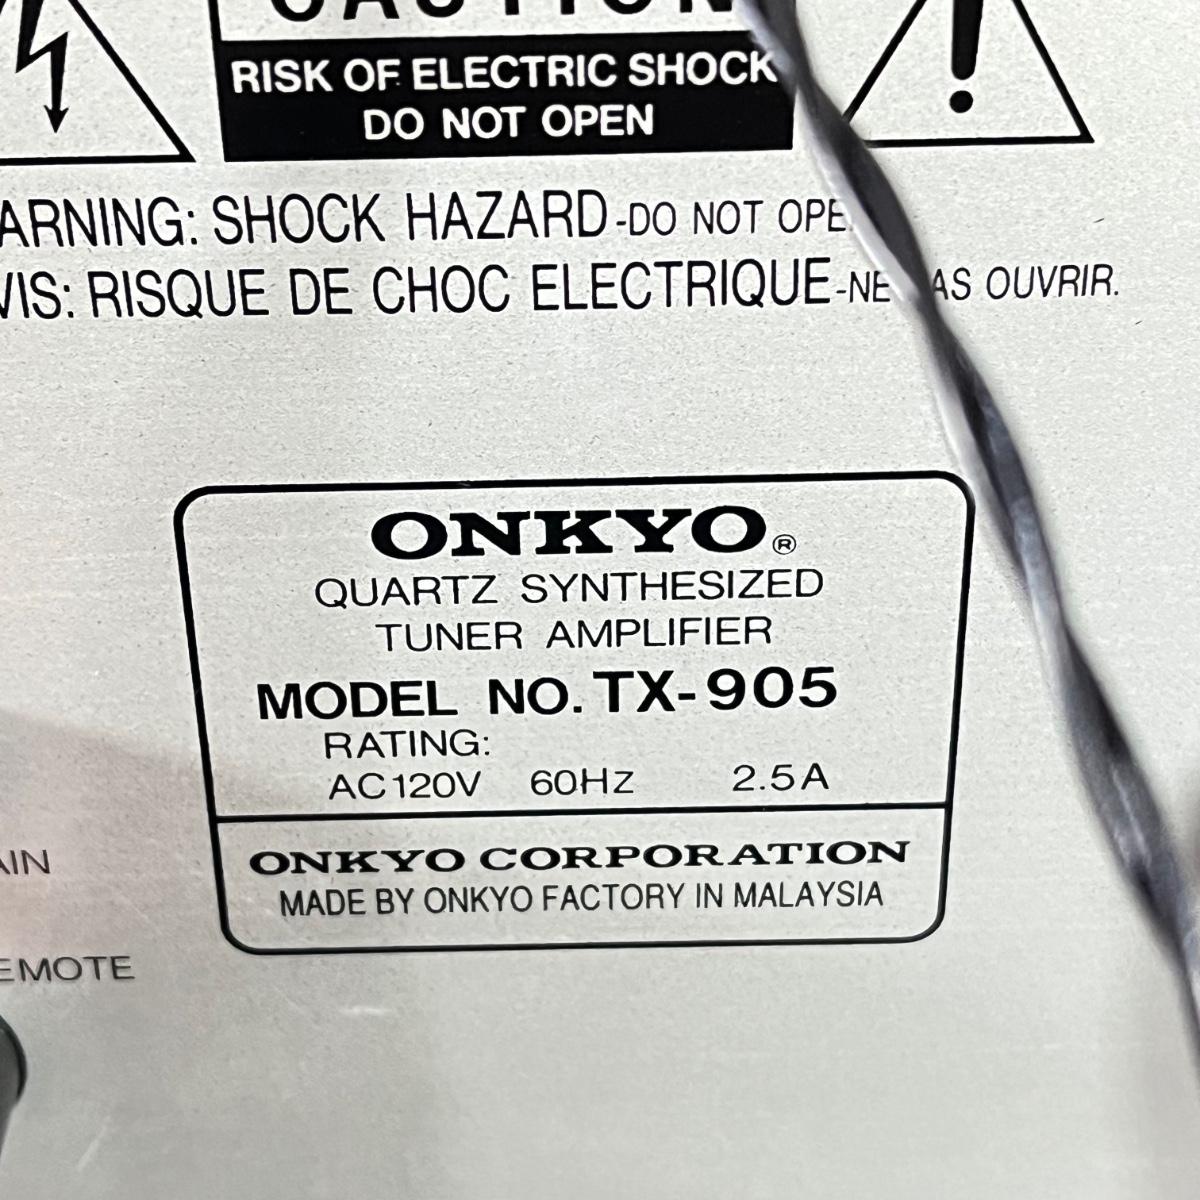 CAUTION
RISK OF ELECTRIC SHOCK
DO NOT OPEN
ARNING: SHOCK HAZARD-DO NOT OPE
VIS: RISQUE DE CHOC ELECTRIQUE-NE AS OUVRIR.
ONKYO®
QUARTZ SYNTHESIZED
TUNER AMPLIFIER
MODEL NO. TX-905
RATING:
AC120V 60Hz 2.5A
ONKYO CORPORATION
MADE BY ONKYO FACTORY IN MALAYSIA
AIN
EMOTE